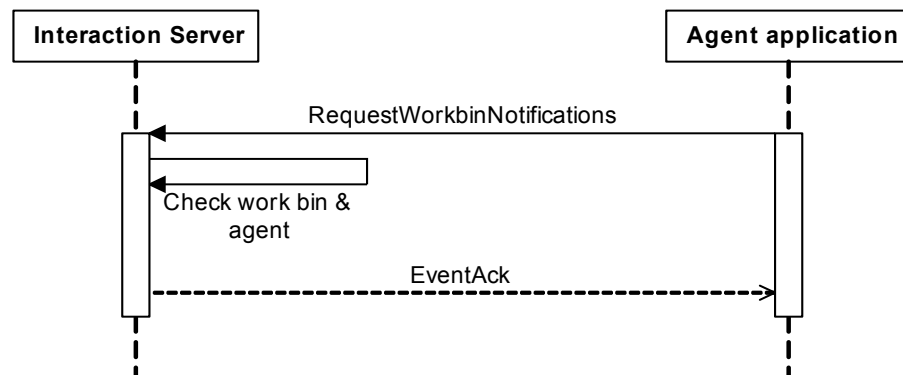 Interaction Server
Agent application
RequestWorkbinNotifications
Check work bin &
agent
EventAck